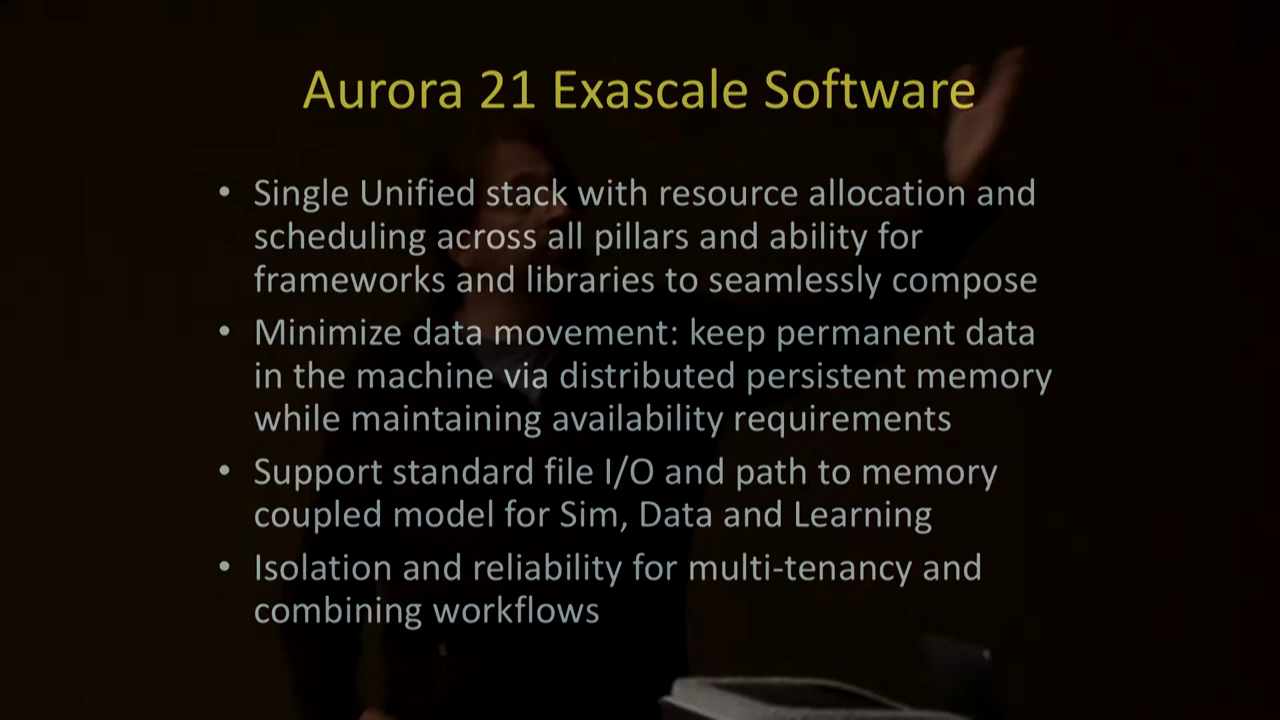 Aurora 21 Exascale Software
• Single Unified stack with resource allocation and
scheduling across all pillars and ability for
frameworks and libraries to seamlessly compose
• Minimize data movement: keep permanent data
in the machine via distributed persistent memory
while maintaining availability requirements
• Support standard file I/O and path to memory
coupled model for Sim, Data and Learning
• Isolation and reliability for multi-tenancy and
combining workflows